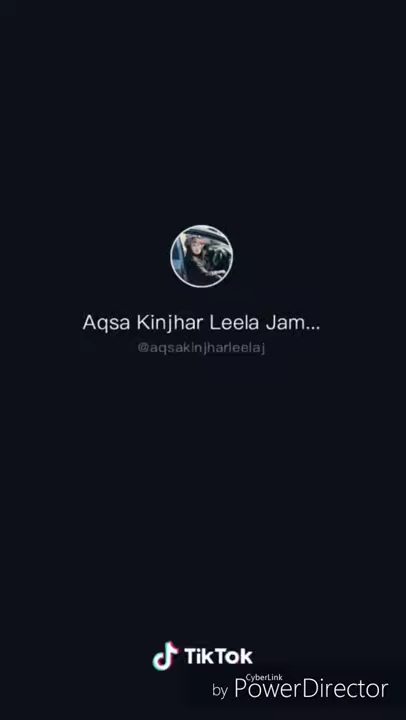 Aqsa Kinjhar Leela Jam...
@aqsakinjharleelaj
TikTok
CyberLink
by PowerDirector